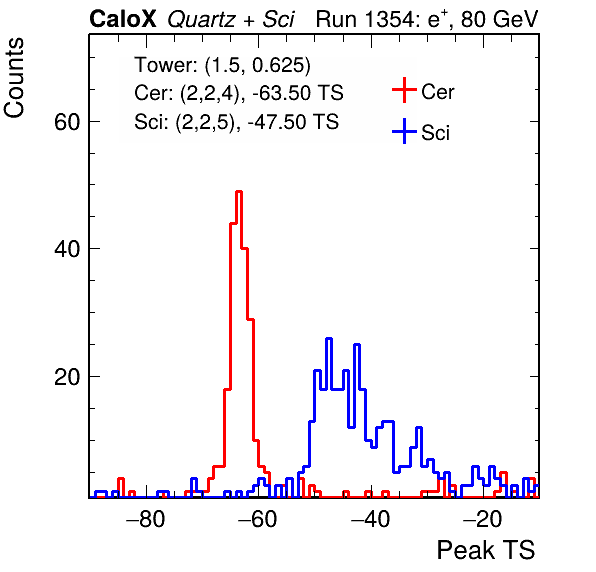 CaloX Quartz + Sci Run 1354: e⁺, 80 GeV
Counts
Tower: (1.5, 0.625)
Cer: (2,2,4), -63.50 TS
Sci: (2,2,5), -47.50 TS
Cer
Sci
60
40
20
−80 −60 −40 −20
Peak TS